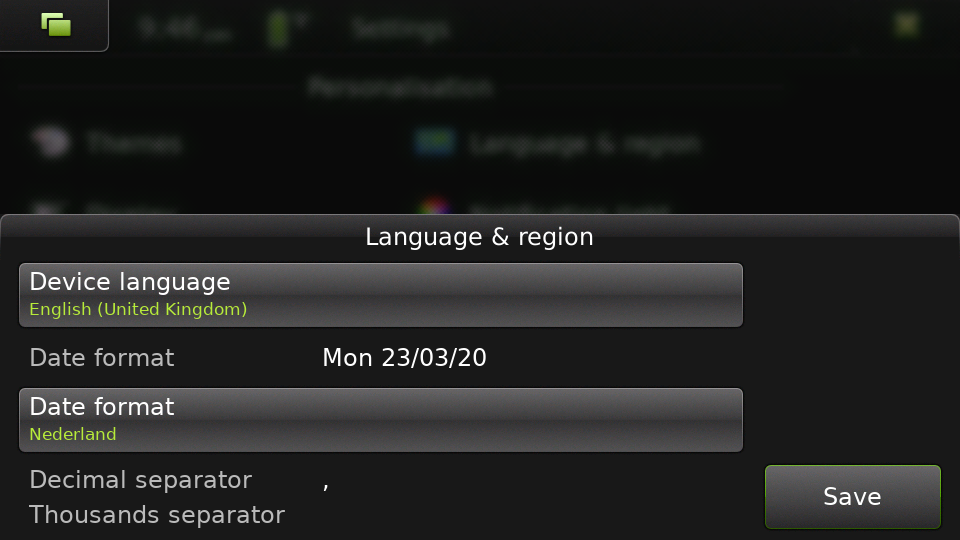 9:46
Settings
Personalisation
Themes
Language & region
Language & region
Device language
English (United Kingdom)
Date format
Mon 23/03/20
Date format
Nederland
Decimal separator
,
Thousands separator
Save